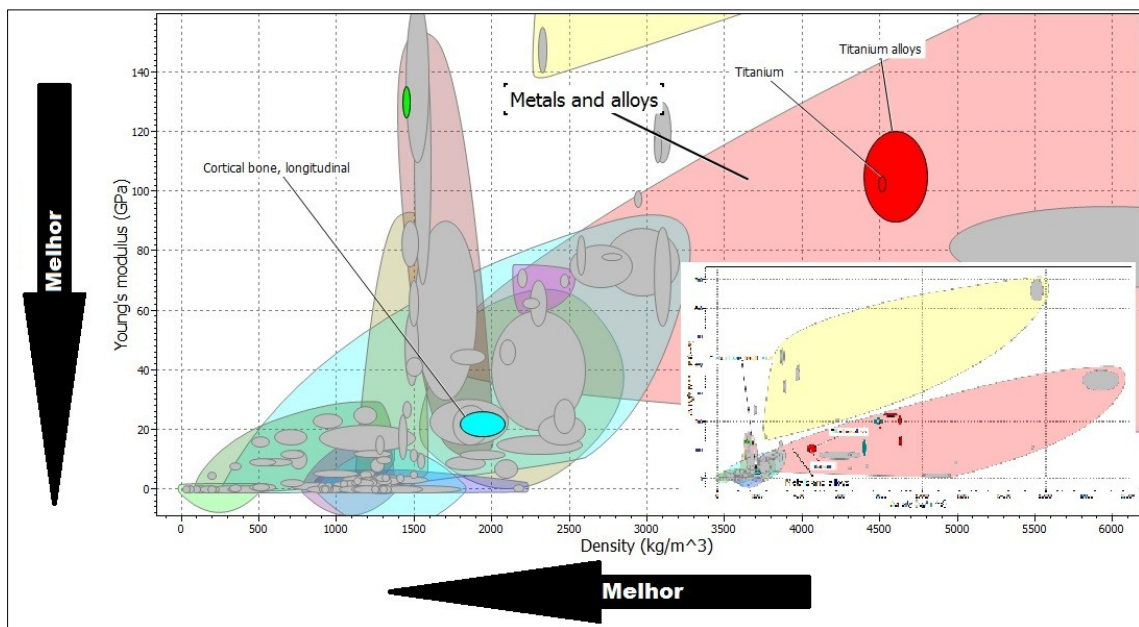 140
120
100
80
60
40
20
0
Young's modulus (GPa)
Melhor
Titanium alloys
Titanium
Metals and alloys
Cortical bone, longitudinal
0
500
1000
1500
2000
2500
3000
3500
4000
4500
5000
5500
6000
Density (kg/m^3)
Melhor